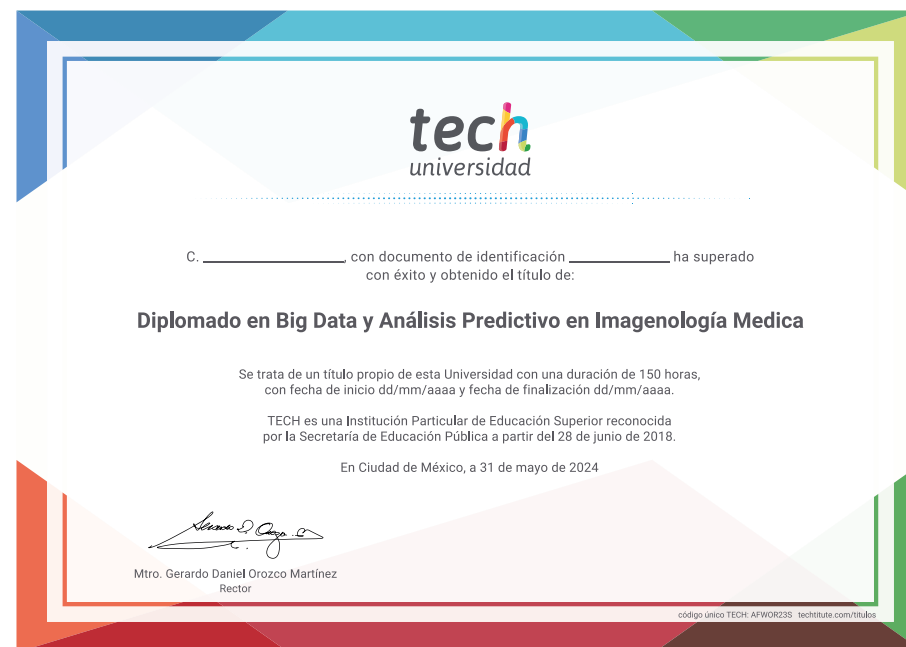 tech
universidad
C. ____________, con documento de identificación ____________ ha superado
con éxito y obtenido el título de:
Diplomado en Big Data y Análisis Predictivo en Imagenología Medica
Se trata de un título propio de esta Universidad con una duración de 150 horas,
con fecha de inicio dd/mm/aaaa y fecha de finalización dd/mm/aaaa.
TECH es una Institución Particular de Educación Superior reconocida
por la Secretaría de Educación Pública a partir del 28 de junio de 2018.
En Ciudad de México, a 31 de mayo de 2024
Mtro. Gerardo Daniel Orozco Martínez
Rector
código único TECH: AFWOR23S techtitute.com/titulos